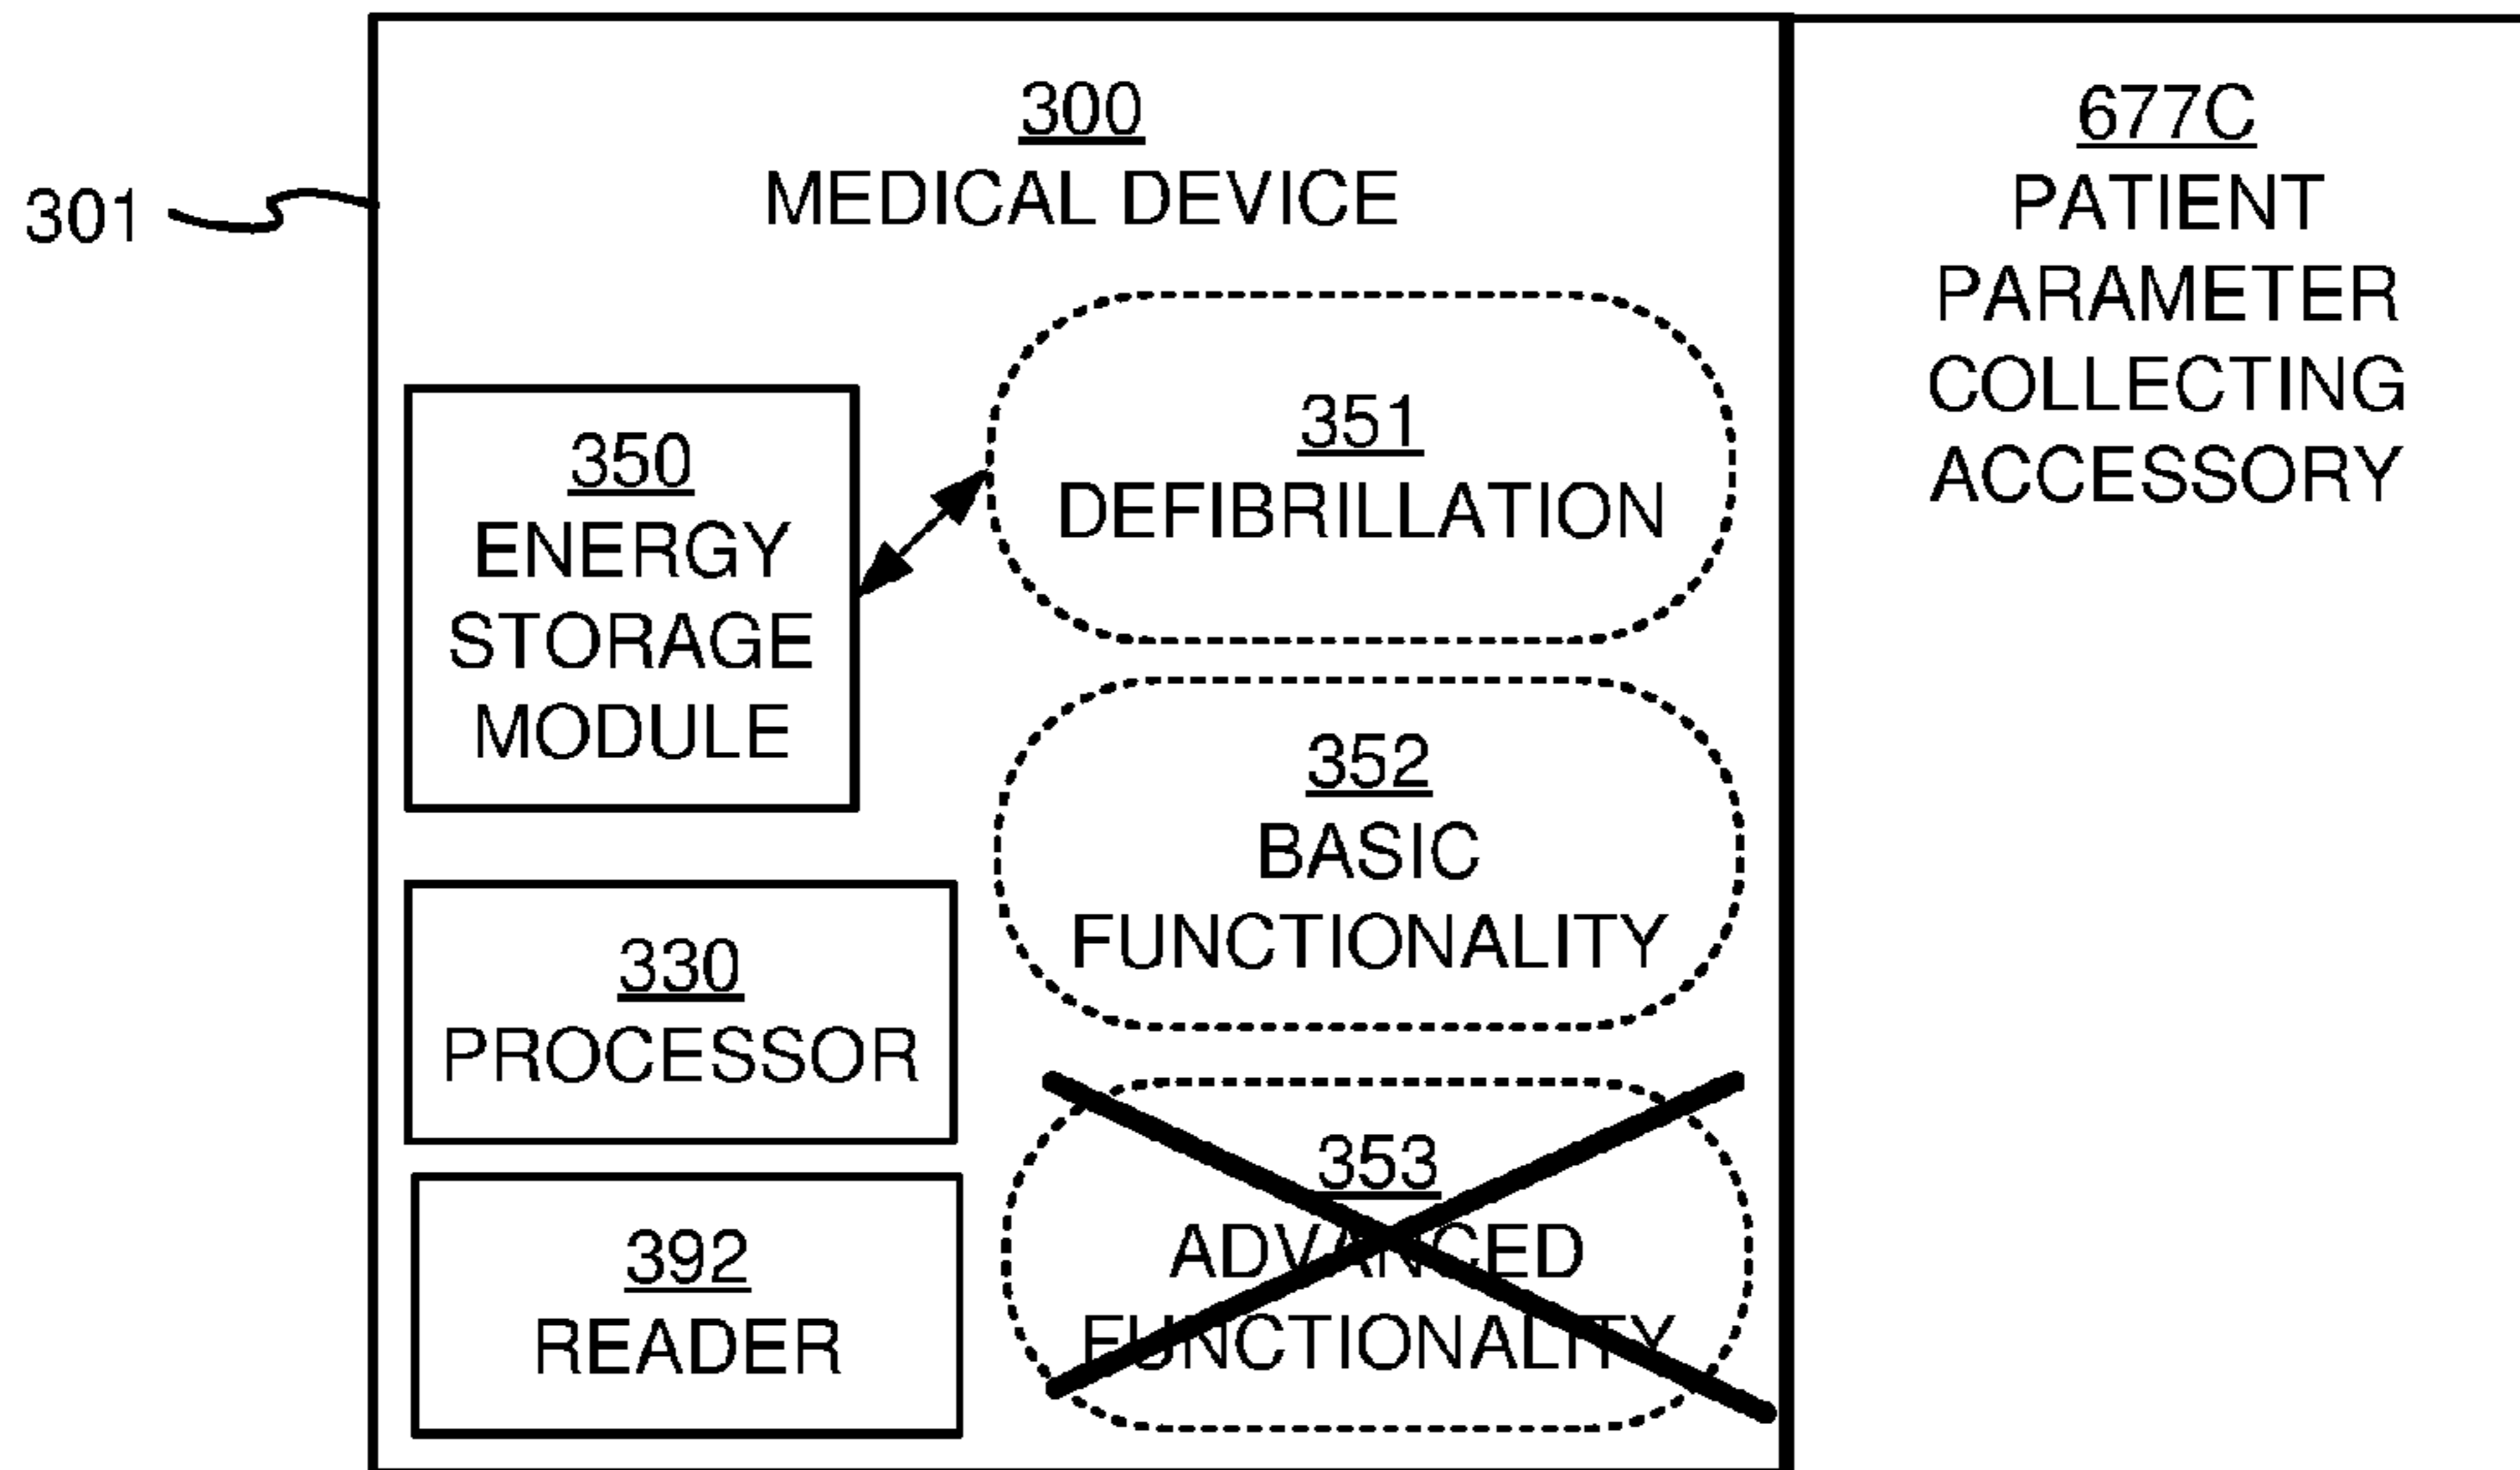 301
300
MEDICAL DEVICE
350
ENERGY
STORAGE
MODULE
351
DEFIBRILLATION
352
BASIC
FUNCTIONALITY
330
PROCESSOR
392
READER
353
ADVANCED
FUNCTIONALITY
677C
PATIENT
PARAMETER
COLLECTING
ACCESSORY